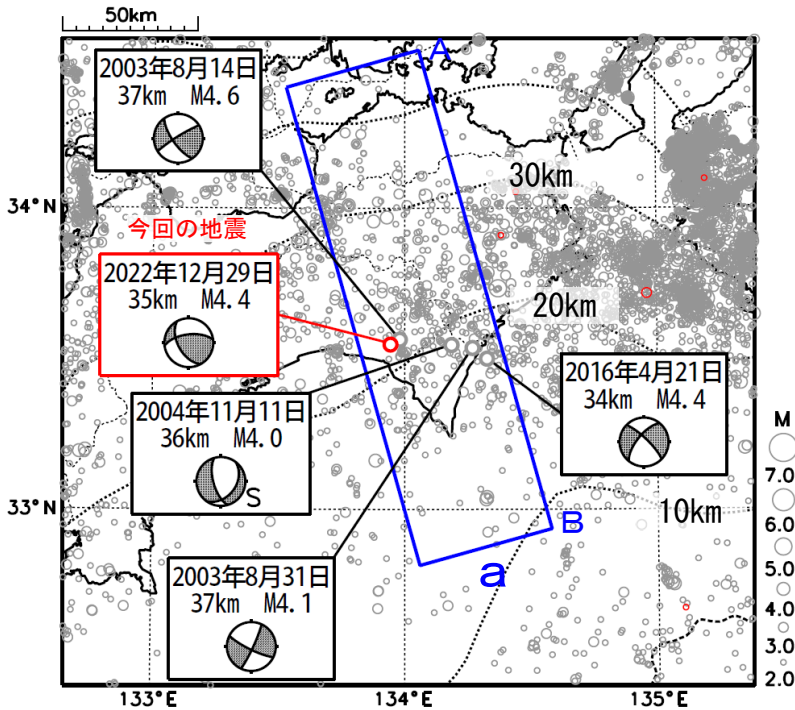 50km
A
2003年8月14日
37km M4.6
30km
34°N
今回の地震
2022年12月29日
35km M4.4
20km
2016年4月21日
34km M4.4
2004年11月11日
36km M4.0
S
M
7.0
6.0
5.0
4.0
3.0
2.0
33°N
10km
B
a
2003年8月31日
37km M4.1
133°E
134°E
135°E